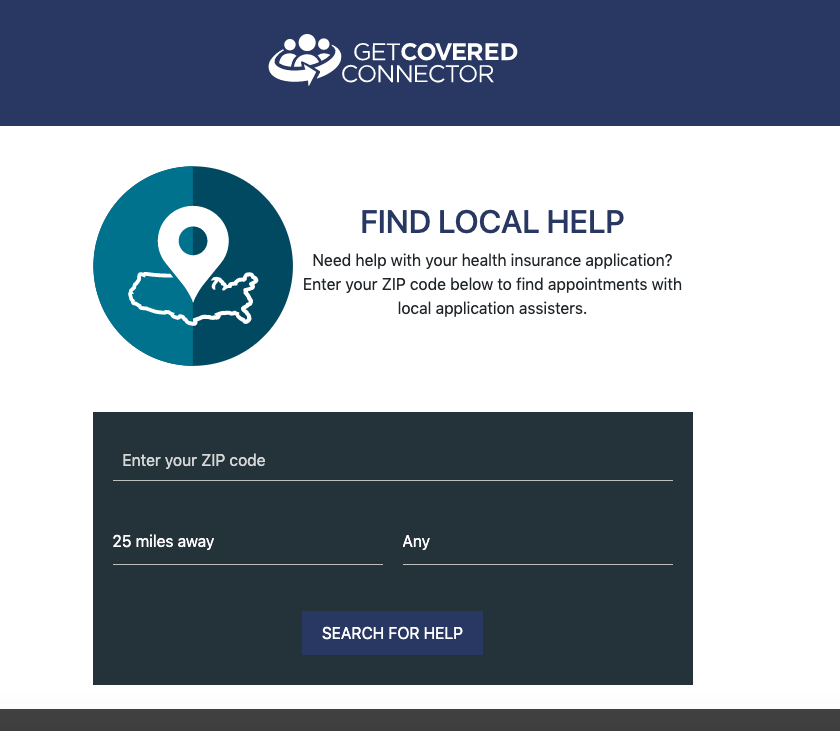 GETCOVERED
CONNECTOR
FIND LOCAL HELP
Need help with your health insurance application?
Enter your ZIP code below to find appointments with
local application assisters.
Enter your ZIP code
25 miles away
Any
SEARCH FOR HELP